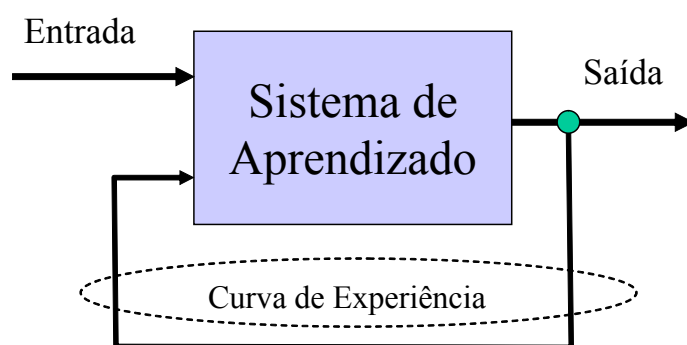 Entrada
Saída
Sistema de
Aprendizado
Curva de Experiência